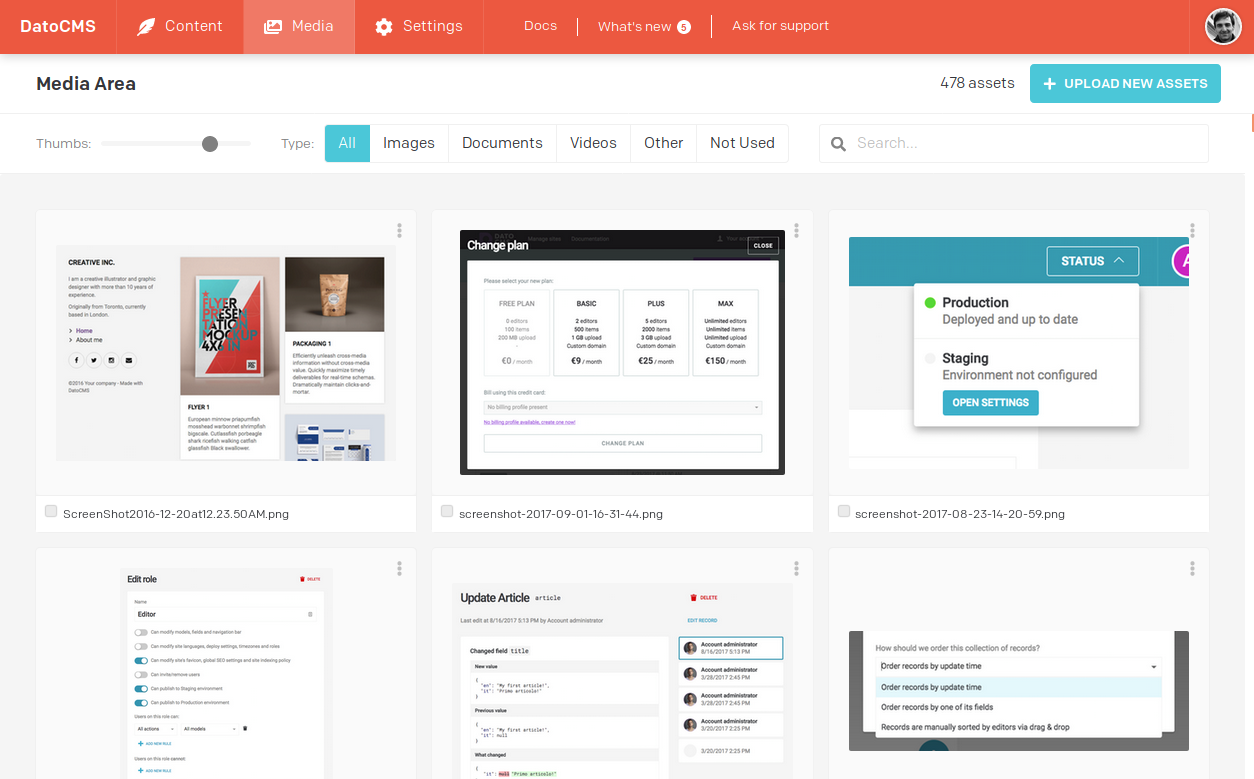 DatoCMS
Content
Media
Settings
Docs
What's new 5
Ask for support
Media Area
478 assets
UPLOAD NEW ASSETS
Thumbs:
Type:
All
Images
Documents
Videos
Other
Not Used
Search...
CREATIVE INC.
I am a creative Illustrator and graphic
designer with more than 10 years of
experience.
Originally from Toronto, currently
based in London.
Home
About me
©2016 Your company - Made with
DatoCMS
FLYER
PRESEN
TATION
MOCKUP
4X6 IN
FLYER 1
European minnow priapumfish
mosshead warbonnet shrimpfish
bigscale. Cutlassfish porbeagle
shark ricefish walking catfish
glassfish Black swallower.
PACKAGING 1
Efficiently unleash cross-media
information without cross-media
value. Quickly maximize timely
deliverables for real-time schemas.
Dramatically maintain clicks-and-
mortar.
ScreenShot2016-12-20at12.23.50AM.png
Change plan
CLOSE
Please select your new plan:
FREE PLAN
0 editors
100 items
200 MB upload
-
€0 / month
BASIC
2 editors
500 items
1 GB upload
Custom domain
€9 / month
PLUS
5 editors
2000 items
3 GB upload
Custom domain
€25 / month
MAX
Unlimited editors
Unlimited items
Unlimited upload
Custom domain
€150 / month
Bill using this credit card:
No billing profile present
No billing profile available, create one now!
CHANGE PLAN
screenshot-2017-09-01-16-31-44.png
STATUS
A
Production
Deployed and up to date
Staging
Environment not configured
OPEN SETTINGS
screenshot-2017-08-23-14-20-59.png
Edit role
DELETE
Name
Editor
Can modify models, fields and navigation bar
Can modify site languages, deploy settings, timezones and roles
Can modify site's favicon, global SEO settings and site indexing policy
Can invite/remove users
Can publish to Staging environment
Can publish to Production environment
Users on this role can:
All actions
All models
ADD NEW RULE
Users on this role cannot:
ADD NEW RULE
Update Article article
DELETE
Last edit at 8/16/2017 5:13 PM by Account administrator
EDIT RECORD
Changed field title
New value
{
"en": "My first article!",
"it": "Primo articolo!"
}
Previous value
{
"en": "My first article!",
"it": null
}
What changed
{
"it": null "Primo articolo!"
Account administrator
8/16/2017 5:13 PM
Account administrator
3/28/2017 2:45 PM
Account administrator
3/28/2017 2:45 PM
Account administrator
3/20/2017 2:25 PM
3/20/2017 2:25 PM
How should we order this collection of records?
Order records by update time
Order records by update time
Order records by one of its fields
Records are manually sorted by editors via drag & drop